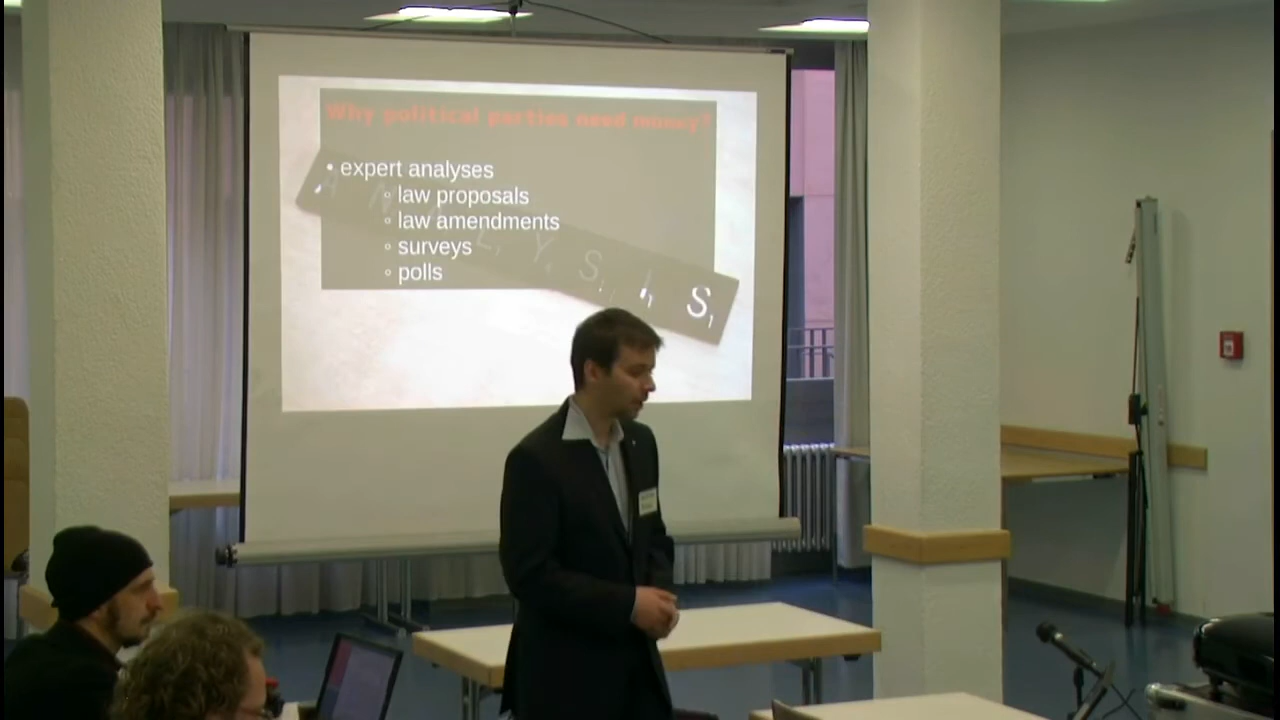 Why political parties need money?
• expert analyses
◦ law proposals
◦ law amendments
◦ surveys
◦ polls
A N A L Y S I S